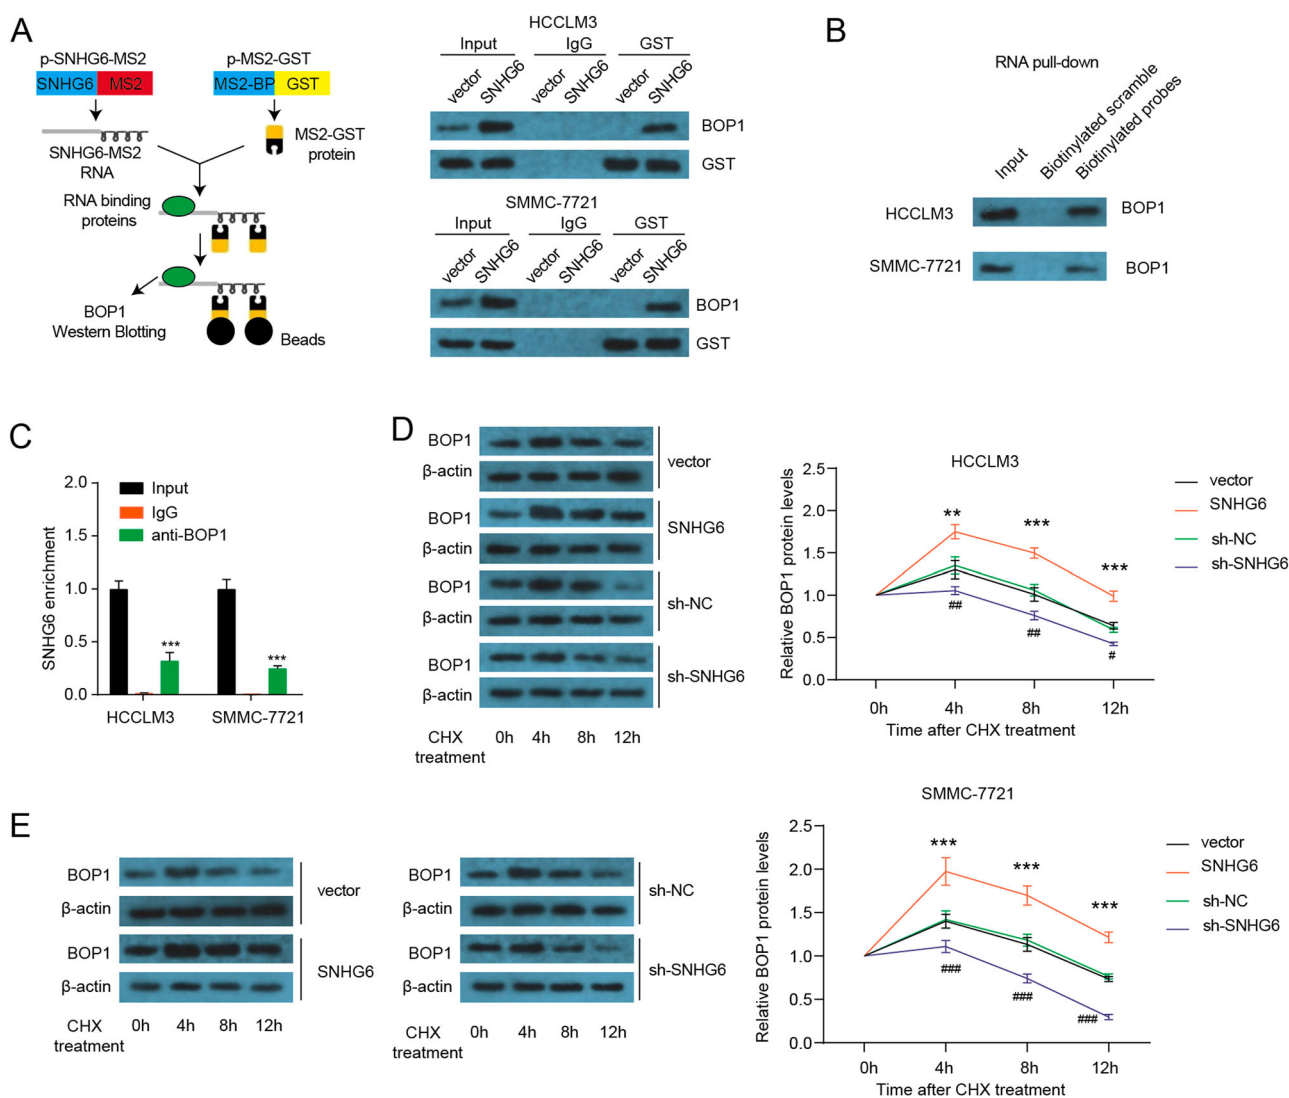 A
p-SNHG6-MS2
p-MS2-GST
SNHG6
MS2
MS2-BP
GST
SNHG6-MS2
RNA
MS2-GST
protein
RNA binding
proteins
BOP1
Western Blotting
Beads
HCCLM3
Input
IgG
GST
vector
SNHG6
vector
SNHG6
vector
SNHG6
BOP1
GST
SMMC-7721
Input
IgG
GST
vector
SNHG6
vector
SNHG6
vector
SNHG6
BOP1
GST
B
RNA pull-down
Input
Biotinylated scramble
Biotinylated probes
HCCLM3
BOP1
SMMC-7721
BOP1
C
SNHG6 enrichment
2.0
1.5
1.0
0.5
0.0
Input
IgG
anti-BOP1
***
***
HCCLM3
SMMC-7721
D
BOP1
β-actin
vector
BOP1
β-actin
SNHG6
BOP1
β-actin
sh-NC
BOP1
β-actin
sh-SNHG6
CHX
treatment
0h
4h
8h
12h
HCCLM3
Relative BOP1 protein levels
2.5
2.0
1.5
1.0
0.5
0.0
**
***
***
##
##
#
0h
4h
8h
12h
Time after CHX treatment
vector
SNHG6
sh-NC
sh-SNHG6
E
BOP1
β-actin
vector
BOP1
β-actin
SNHG6
CHX
treatment
0h
4h
8h
12h
BOP1
β-actin
sh-NC
BOP1
β-actin
sh-SNHG6
CHX
treatment
0h
4h
8h
12h
SMMC-7721
Relative BOP1 protein levels
2.5
2.0
1.5
1.0
0.5
0.0
***
***
***
###
###
###
0h
4h
8h
12h
Time after CHX treatment
vector
SNHG6
sh-NC
sh-SNHG6